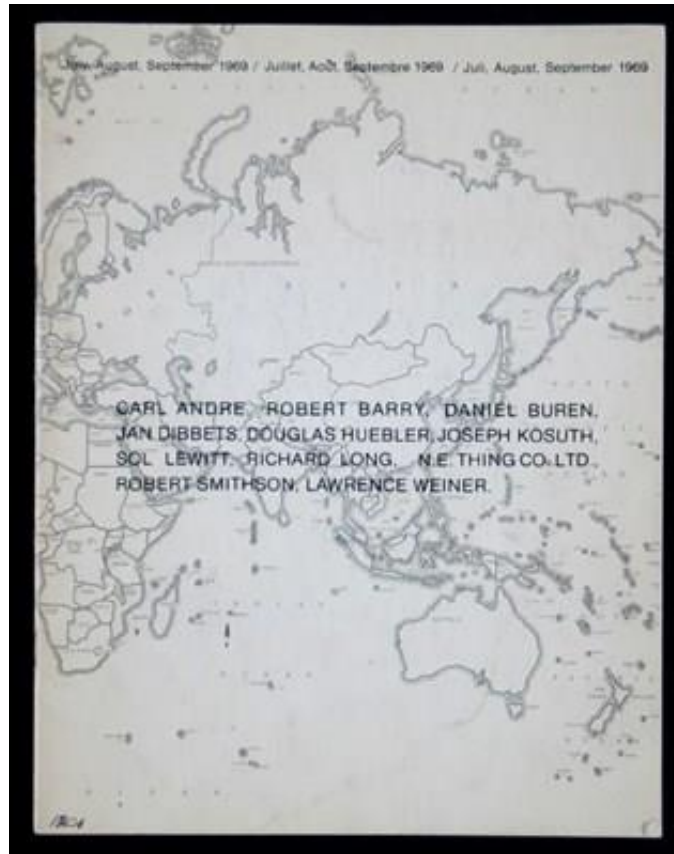 July, August, September 1969 / Juillet, Août, Septembre 1969 / Juli, August, September 1969
CARL ANDRE, ROBERT BARRY, DANIEL BUREN,
JAN DIBBETS, DOUGLAS HUEBLER, JOSEPH KOSUTH,
SOL LEWITT, RICHARD LONG, N.E. THING CO. LTD.,
ROBERT SMITHSON, LAWRENCE WEINER.